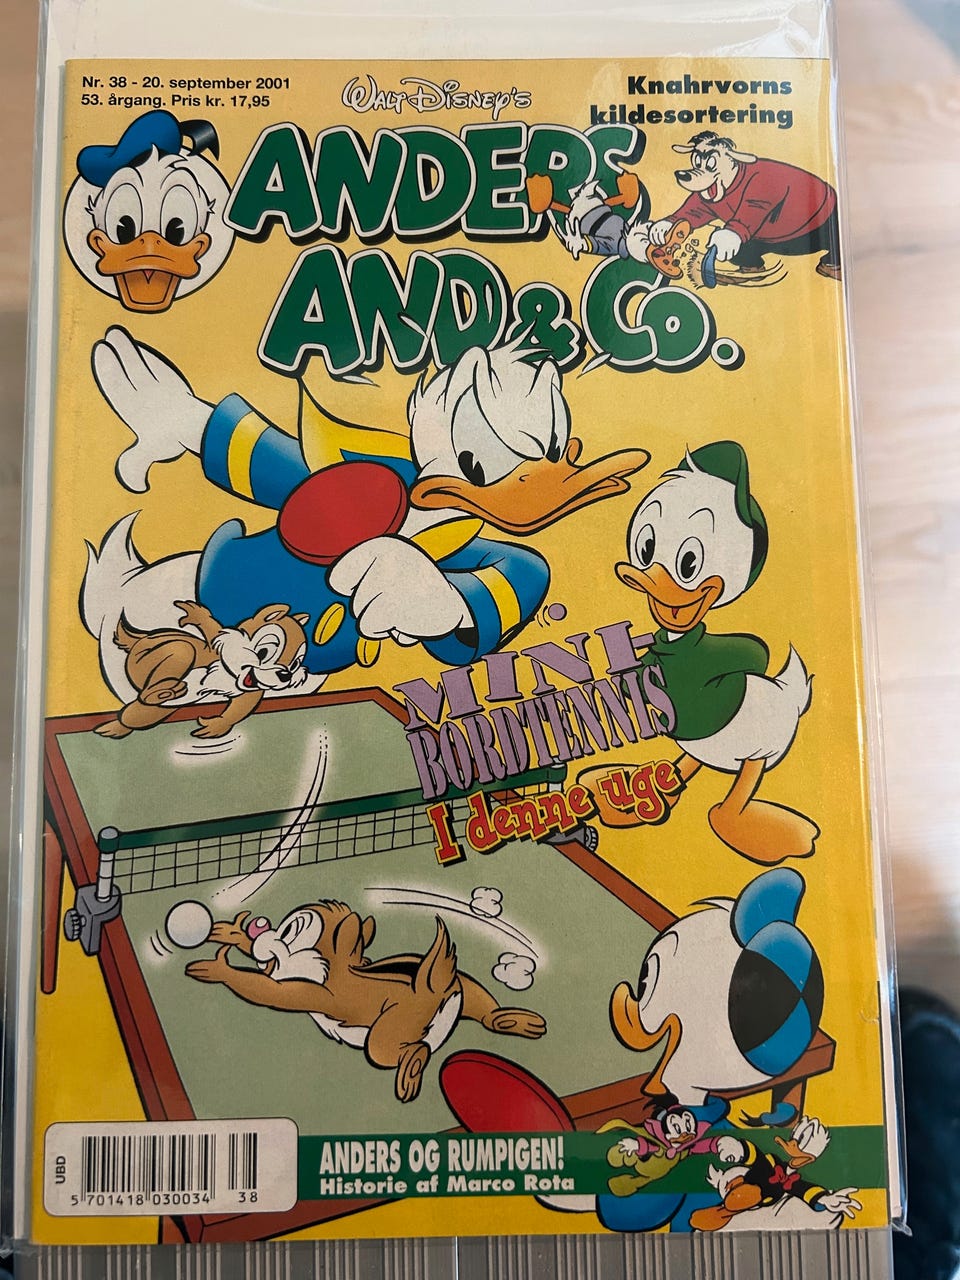 Nr. 38 - 20. september 2001
53. årgang. Pris kr. 17,95
WALT DISNEY'S
Knahrvorns
kildesortering
ANDERS
AND & Co.
MINI-
BORDTENNIS
I denne uge
ANDERS OG RUMPIGEN!
Historie af Marco Rota
UBD
5 701418 030034 38